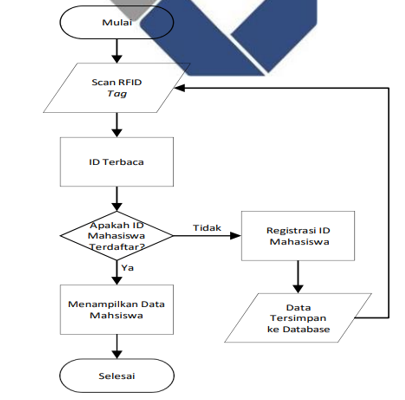 Mulai
Scan RFID
Tag
ID Terbaca
Apakah ID
Mahasiswa
Terdaftar?
Tidak
Registrasi ID
Mahasiswa
Ya
Menampilkan Data
Mahsiswa
Data
Tersimpan
ke Database
Selesai